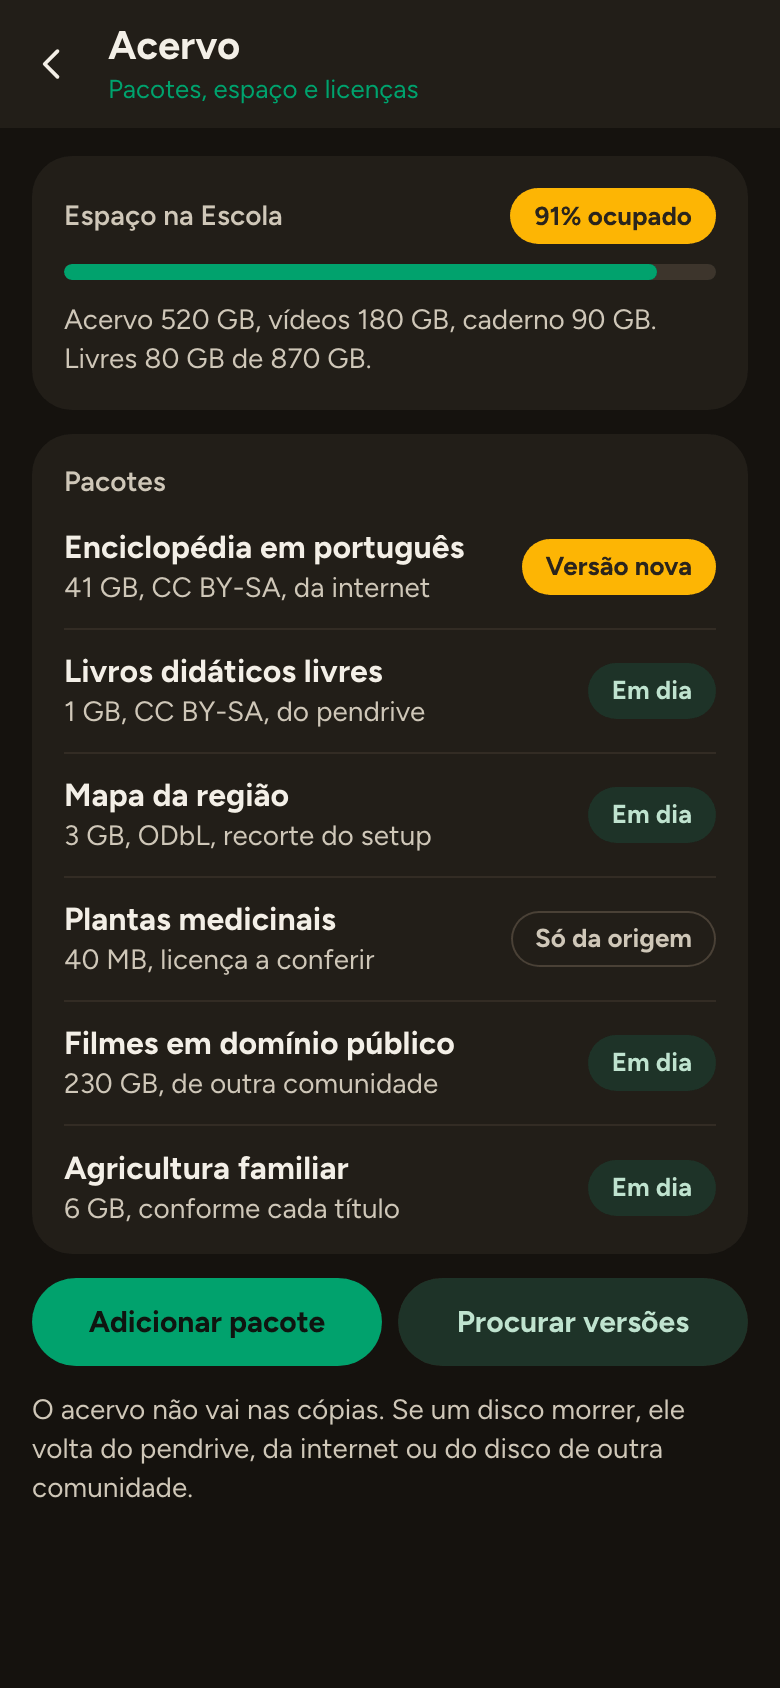 Acervo
Pacotes, espaço e licenças
Espaço na Escola
91% ocupado
Acervo 520 GB, vídeos 180 GB, caderno 90 GB.
Livres 80 GB de 870 GB.
Pacotes
Enciclopédia em português
41 GB, CC BY-SA, da internet
Versão nova
Livros didáticos livres
1 GB, CC BY-SA, do pendrive
Em dia
Mapa da região
3 GB, ODbL, recorte do setup
Em dia
Plantas medicinais
40 MB, licença a conferir
Só da origem
Filmes em domínio público
230 GB, de outra comunidade
Em dia
Agricultura familiar
6 GB, conforme cada título
Em dia
Adicionar pacote
Procurar versões
O acervo não vai nas cópias. Se um disco morrer, ele
volta do pendrive, da internet ou do disco de outra
comunidade.